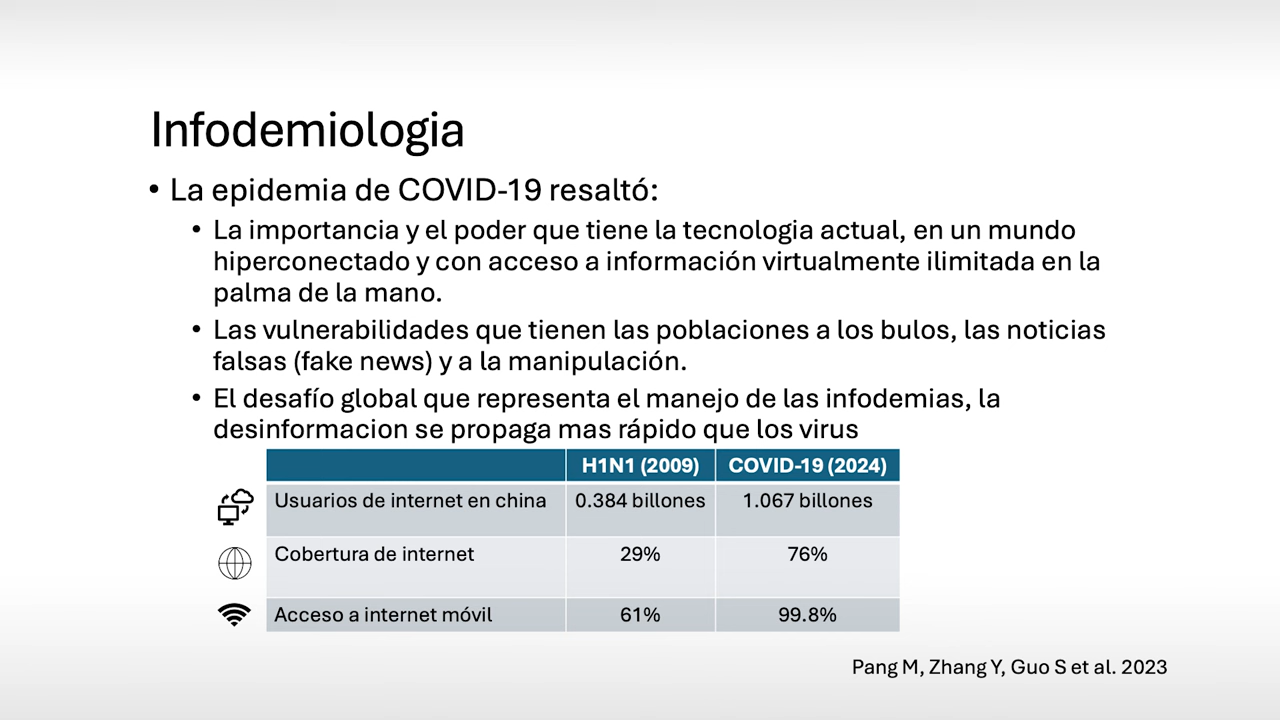 Infodemiologia
• La epidemia de COVID-19 resaltó:
• La importancia y el poder que tiene la tecnologia actual, en un mundo
hiperconectado y con acceso a información virtualmente ilimitada en la
palma de la mano.
• Las vulnerabilidades que tienen las poblaciones a los bulos, las noticias
falsas (fake news) y a la manipulación.
• El desafío global que representa el manejo de las infodemias, la
desinformacion se propaga mas rápido que los virus
H1N1 (2009) COVID-19 (2024)
Usuarios de internet en china 0.384 billones 1.067 billones
Cobertura de internet 29% 76%
Acceso a internet móvil 61% 99.8%
Pang M, Zhang Y, Guo S et al. 2023